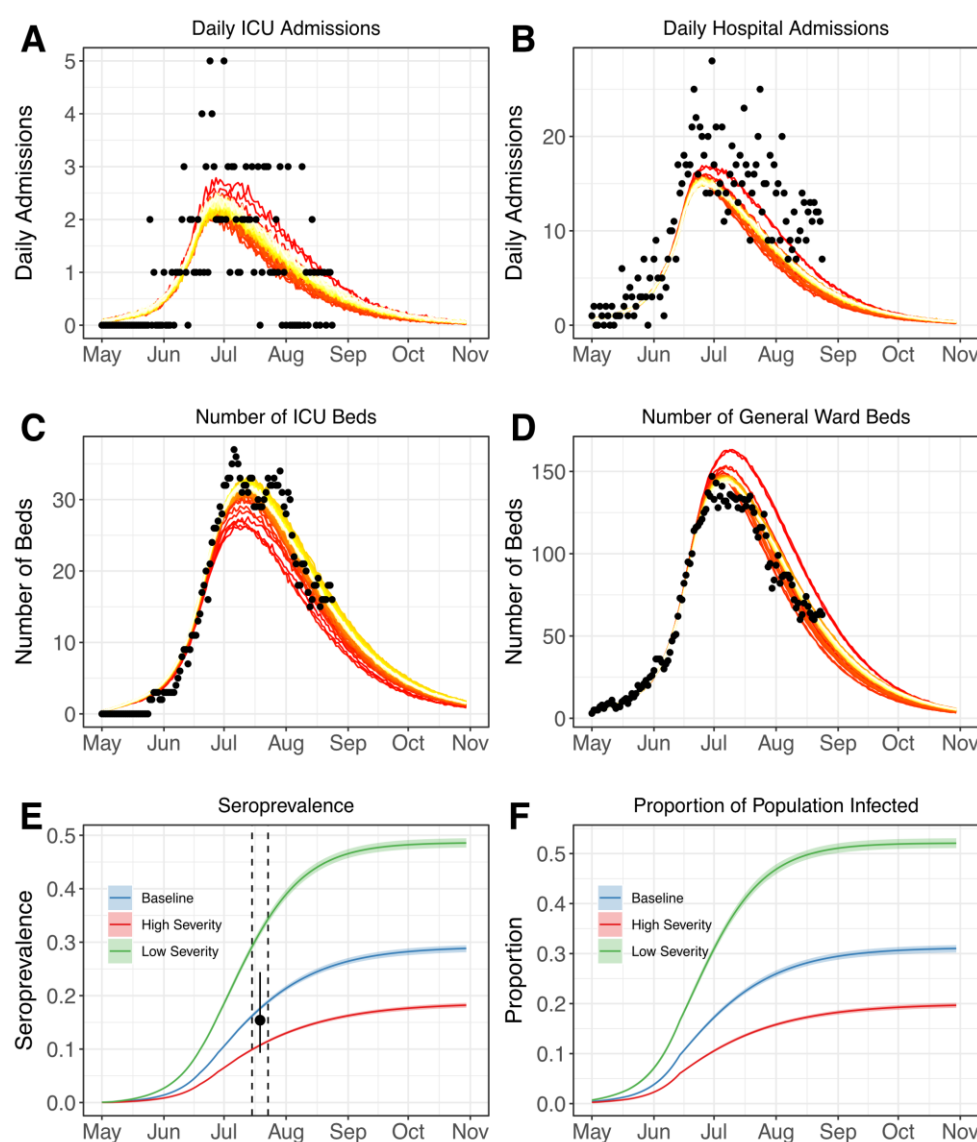 A
Daily ICU Admissions
Daily Admissions
5
4
3
2
1
0
May Jun Jul Aug Sep Oct Nov
B
Daily Hospital Admissions
Daily Admissions
20
10
0
May Jun Jul Aug Sep Oct Nov
C
Number of ICU Beds
Number of Beds
30
20
10
0
May Jun Jul Aug Sep Oct Nov
D
Number of General Ward Beds
Number of Beds
150
100
50
0
May Jun Jul Aug Sep Oct Nov
E
Seroprevalence
Seroprevalence
0.5
0.4
0.3
0.2
0.1
0.0
Baseline
High Severity
Low Severity
May Jun Jul Aug Sep Oct Nov
F
Proportion of Population Infected
Proportion
0.5
0.4
0.3
0.2
0.1
0.0
Baseline
High Severity
Low Severity
May Jun Jul Aug Sep Oct Nov